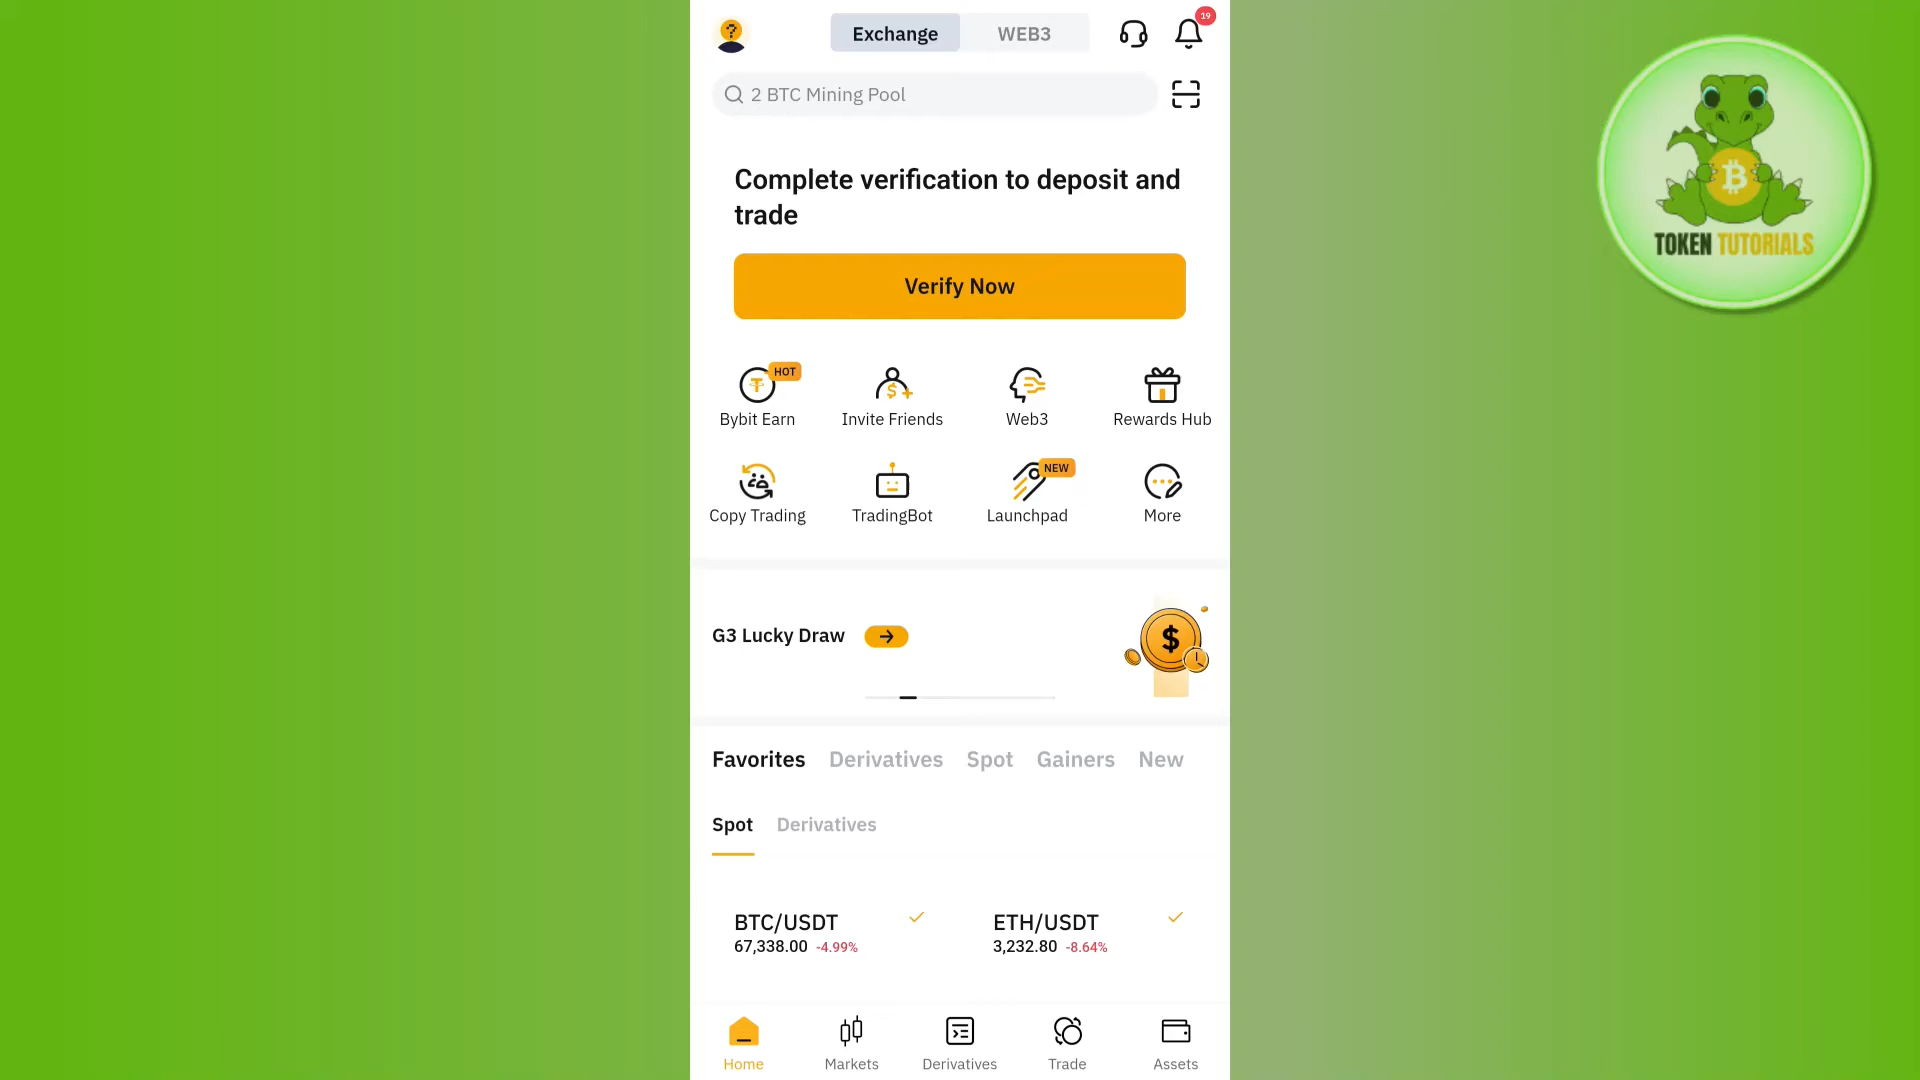 Exchange
WEB3
19
2 BTC Mining Pool
Complete verification to deposit and
trade
Verify Now
HOT
Bybit Earn
Invite Friends
Web3
Rewards Hub
NEW
Copy Trading
TradingBot
Launchpad
More
G3 Lucky Draw
Favorites
Derivatives
Spot
Gainers
New
Spot
Derivatives
BTC/USDT
67,338.00 -4.99%
ETH/USDT
3,232.80 -8.64%
Home
Markets
Derivatives
Trade
Assets
TOKEN TUTORIALS